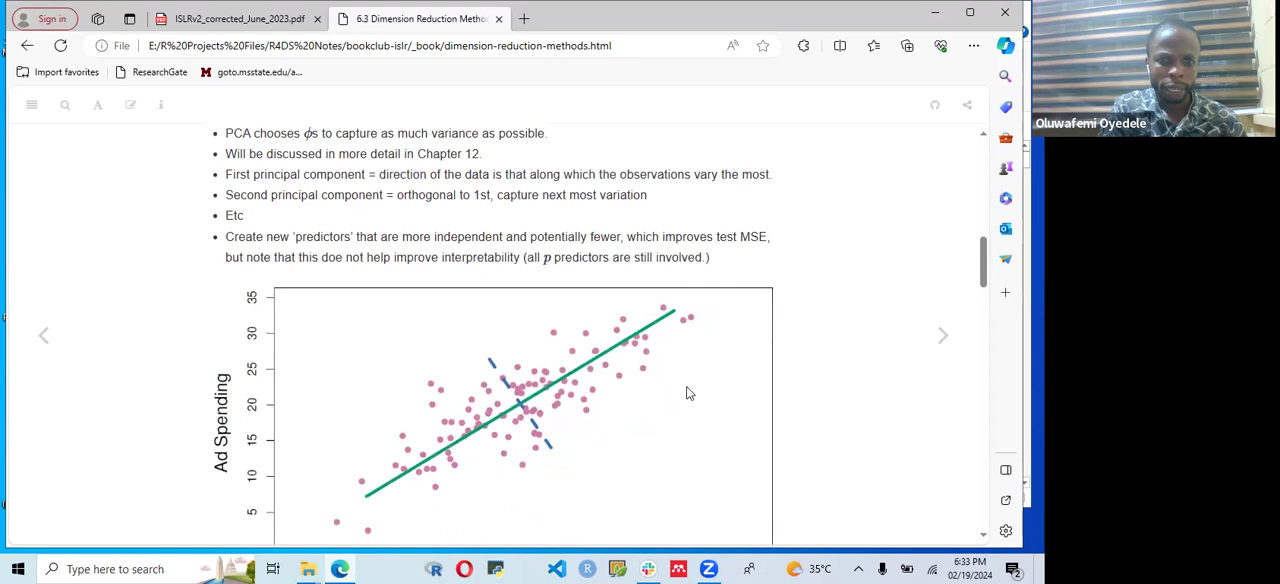 Sign in
ISLRv2_corrected_June_2023.pdf
6.3 Dimension Reduction Method
File
E:/R%20Projects%20Files/R4DS%20Notes/bookclub-islr/_book/dimension-reduction-methods.html
Import favorites
ResearchGate
goto.msstate.edu/a...
Oluwafemi Oyedele
• PCA chooses ϕs to capture as much variance as possible.
• Will be discussed in more detail in Chapter 12.
• First principal component = direction of the data is that along which the observations vary the most.
• Second principal component = orthogonal to 1st, capture next most variation
• Etc
• Create new ‘predictors’ that are more independent and potentially fewer, which improves test MSE,
but note that this doe not help improve interpretability (all p predictors are still involved.)
Ad Spending
35
30
25
20
15
10
5
Type here to search
35°C
6:33 PM
02/19/2024
2